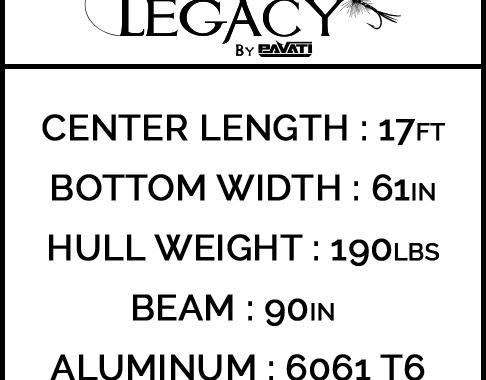 LEGACY
BY PAVATI
CENTER LENGTH : 17FT
BOTTOM WIDTH : 61IN
HULL WEIGHT : 190LBS
BEAM : 90IN
ALUMINUM : 6061 T6